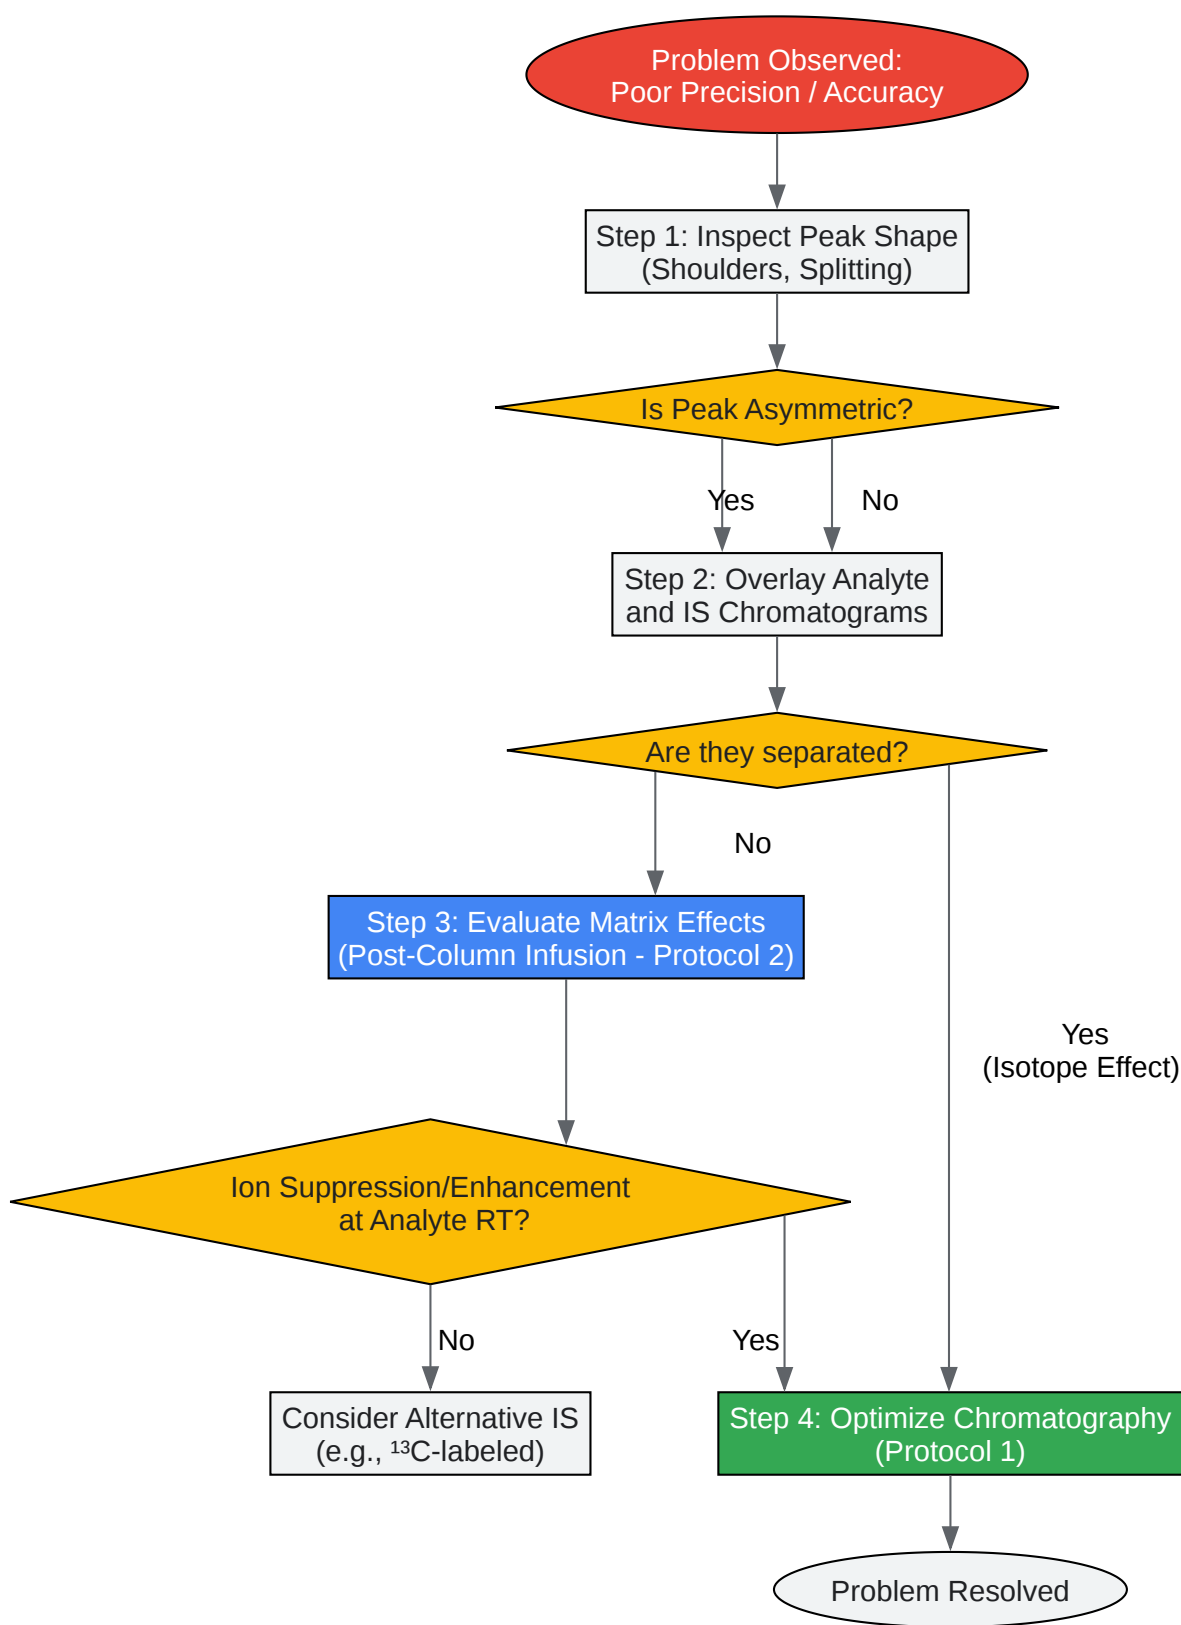 Problem Observed:
Poor Precision / Accuracy
Step 1: Inspect Peak Shape
(Shoulders, Splitting)
Is Peak Asymmetric?
Yes
No
Step 2: Overlay Analyte
and IS Chromatograms
Are they separated?
No
Step 3: Evaluate Matrix Effects
(Post-Column Infusion - Protocol 2)
Yes
(Isotope Effect)
Ion Suppression/Enhancement
at Analyte RT?
No
Yes
Consider Alternative IS
(e.g., ¹³C-labeled)
Step 4: Optimize Chromatography
(Protocol 1)
Problem Resolved